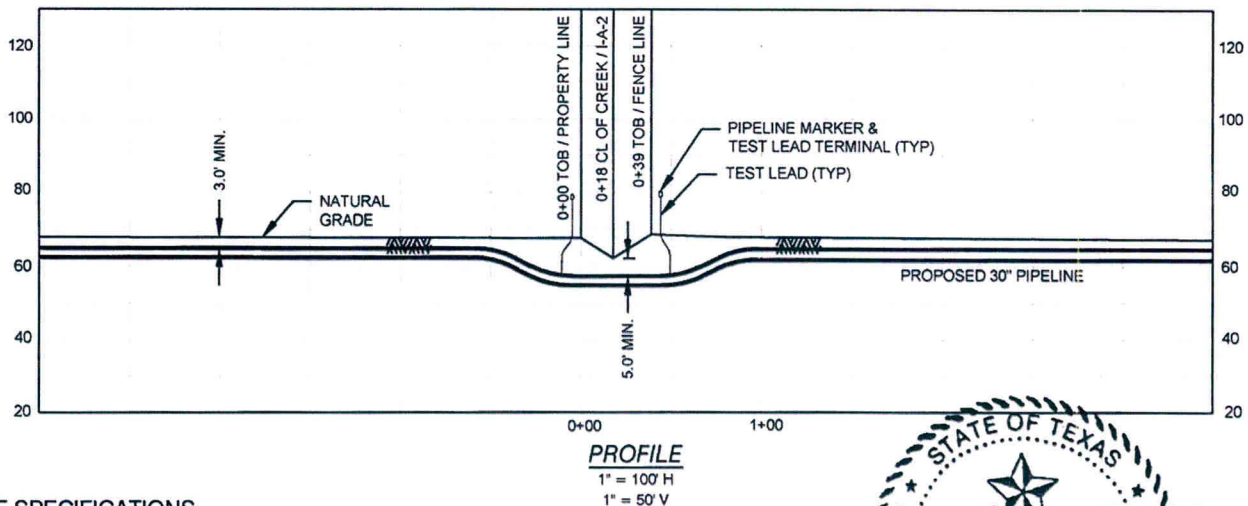 120
100
80
60
40
20
3.0' MIN.
NATURAL
GRADE
0+00 TOB / PROPERTY LINE
0+18 CL OF CREEK / I-A-2
0+39 TOB / FENCE LINE
PIPELINE MARKER &
TEST LEAD TERMINAL (TYP)
TEST LEAD (TYP)
PROPOSED 30" PIPELINE
5.0' MIN.
120
100
80
60
40
20
0+00
1+00
PROFILE
1" = 100' H
1" = 50' V
STATE OF TEXAS
SPECIFICATIONS